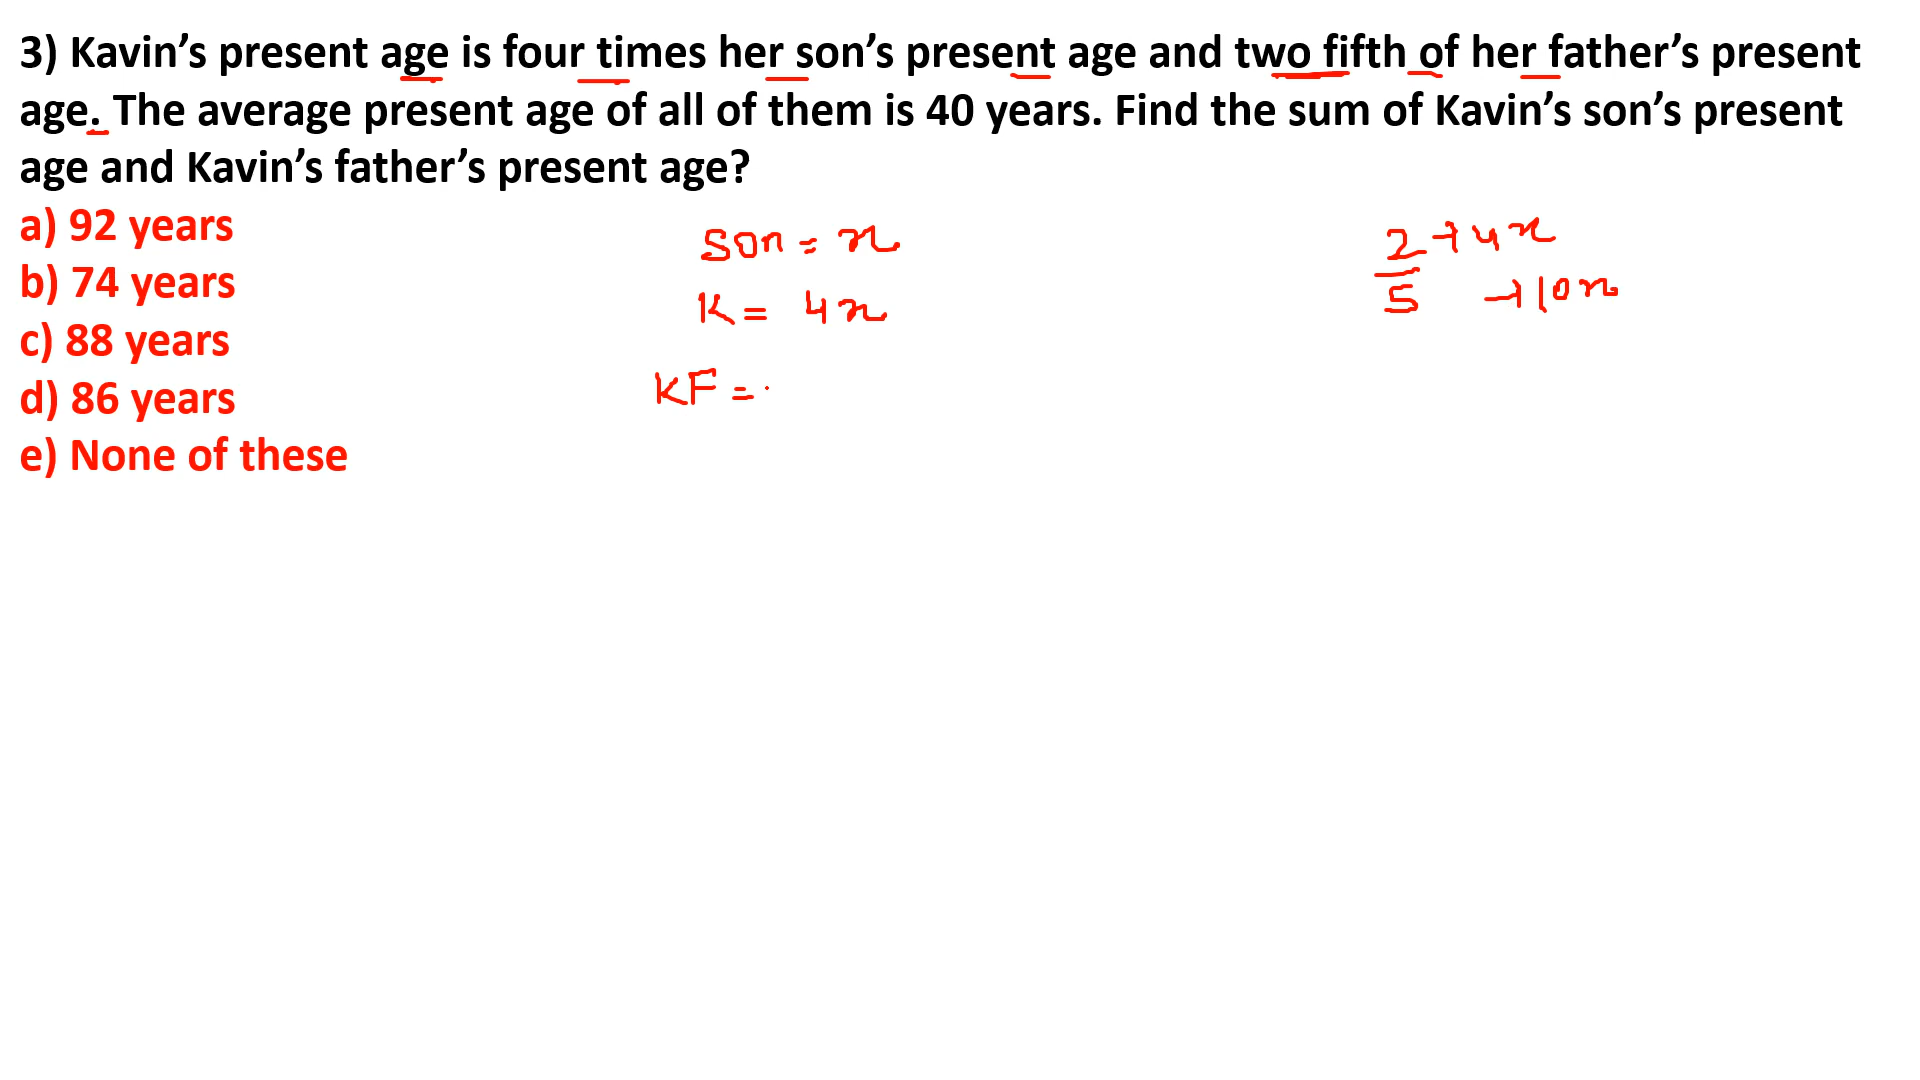 3) Kavin’s present age is four times her son’s present age and two fifth of her father’s present
age. The average present age of all of them is 40 years. Find the sum of Kavin’s son’s present
age and Kavin’s father’s present age?
a) 92 years
b) 74 years
c) 88 years
d) 86 years
e) None of these
son = x
K = 4x
KF =
2 → 4x
5 → 10x